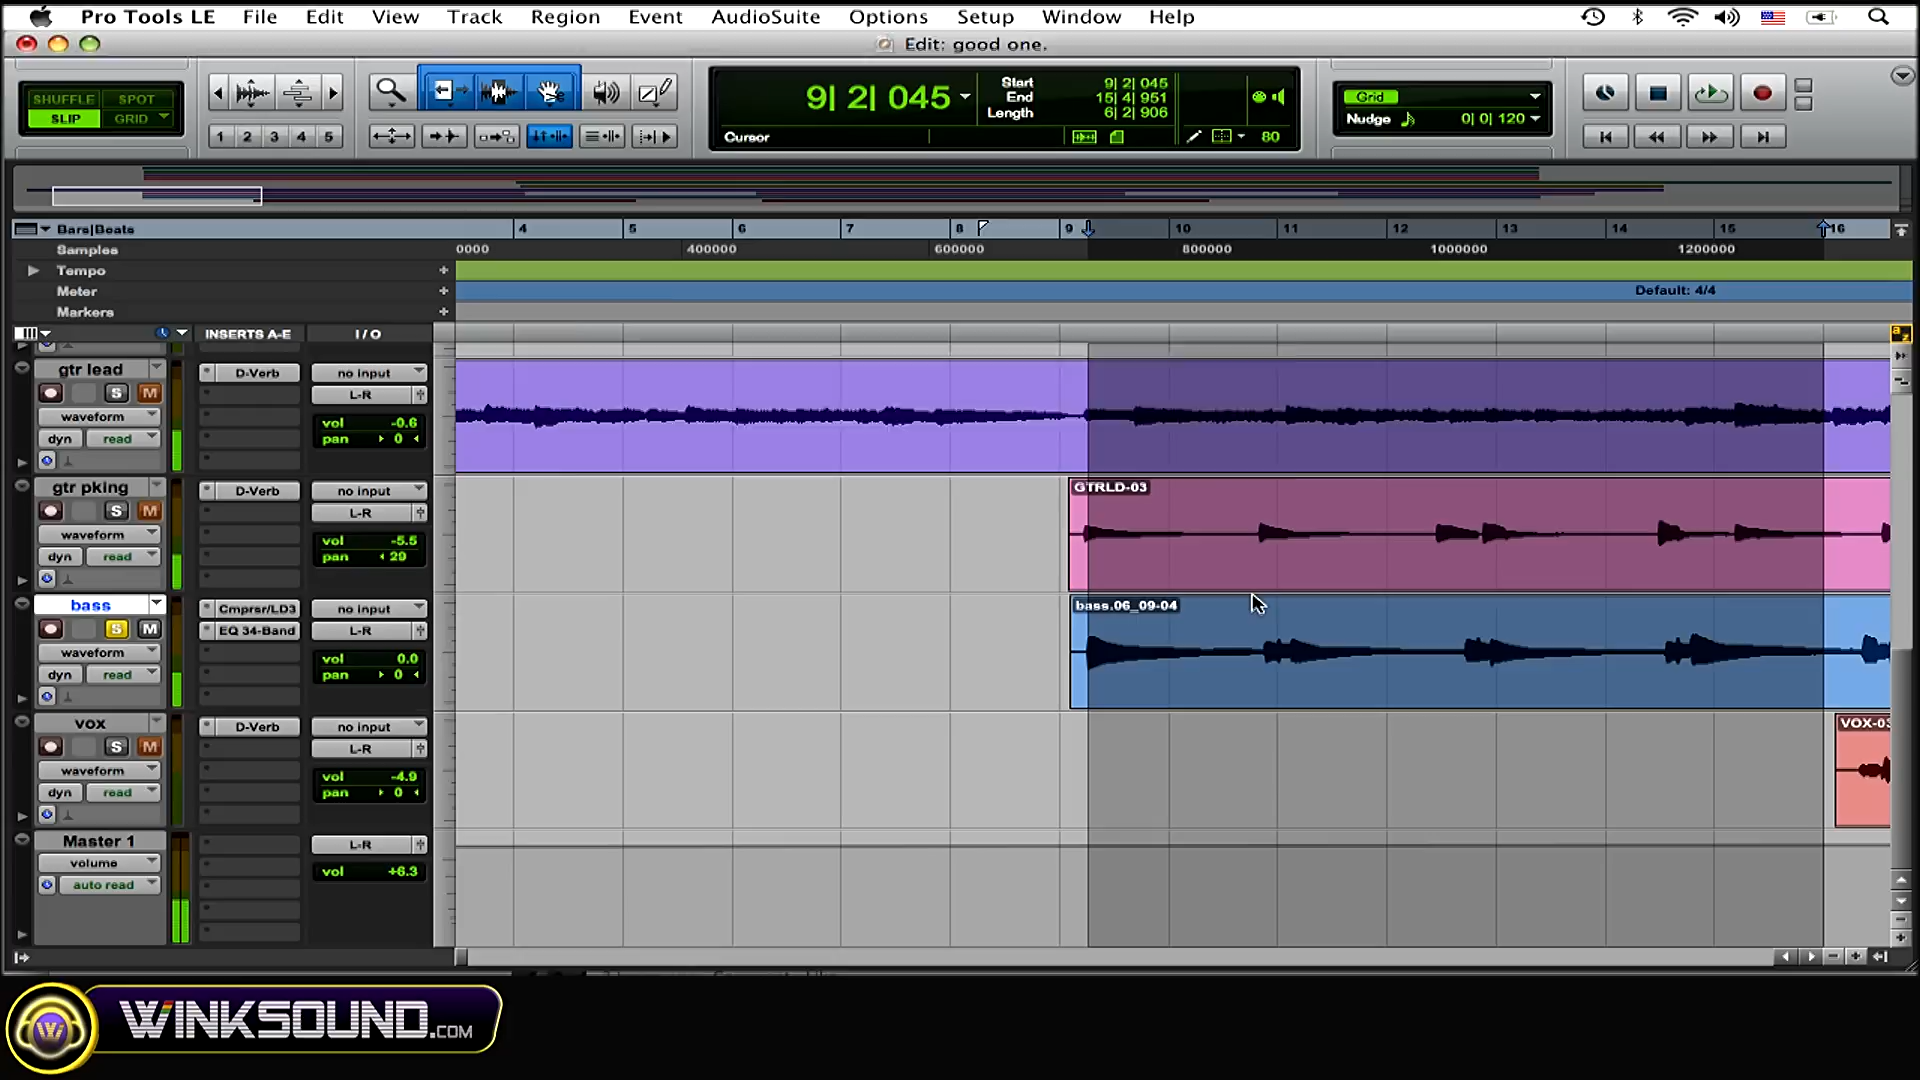 Pro Tools LE File Edit View Track Region Event AudioSuite Options Setup Window Help
Edit: good one.
SHUFFLE SPOT
SLIP GRID
1 2 3 4 5
9| 2| 045
Start 9| 2| 045
End 15| 4| 951
Length 6| 2| 906
Cursor
80
Grid
Nudge 0| 0| 120
Bars|Beats 4 5 6 7 8 9 10 11 12 13 14 15 16
Samples 0000 400000 600000 800000 1000000 1200000
Tempo
Meter Default: 4/4
Markers
INSERTS A-E I / O
a z
gtr lead D-Verb no input
S M L-R
waveform vol -0.6
dyn read pan 0
gtr pking D-Verb no input GTRLD-03
S M L-R
waveform vol -5.5
dyn read pan 29
bass Cmprsr/LD3 no input bass.06_09-04
S M EQ 34-Band L-R
waveform vol 0.0
dyn read pan 0
vox D-Verb no input VOX-03
S M L-R
waveform vol -4.9
dyn read pan 0
Master 1 L-R
volume vol +6.3
auto read
W WINKSOUND.COM